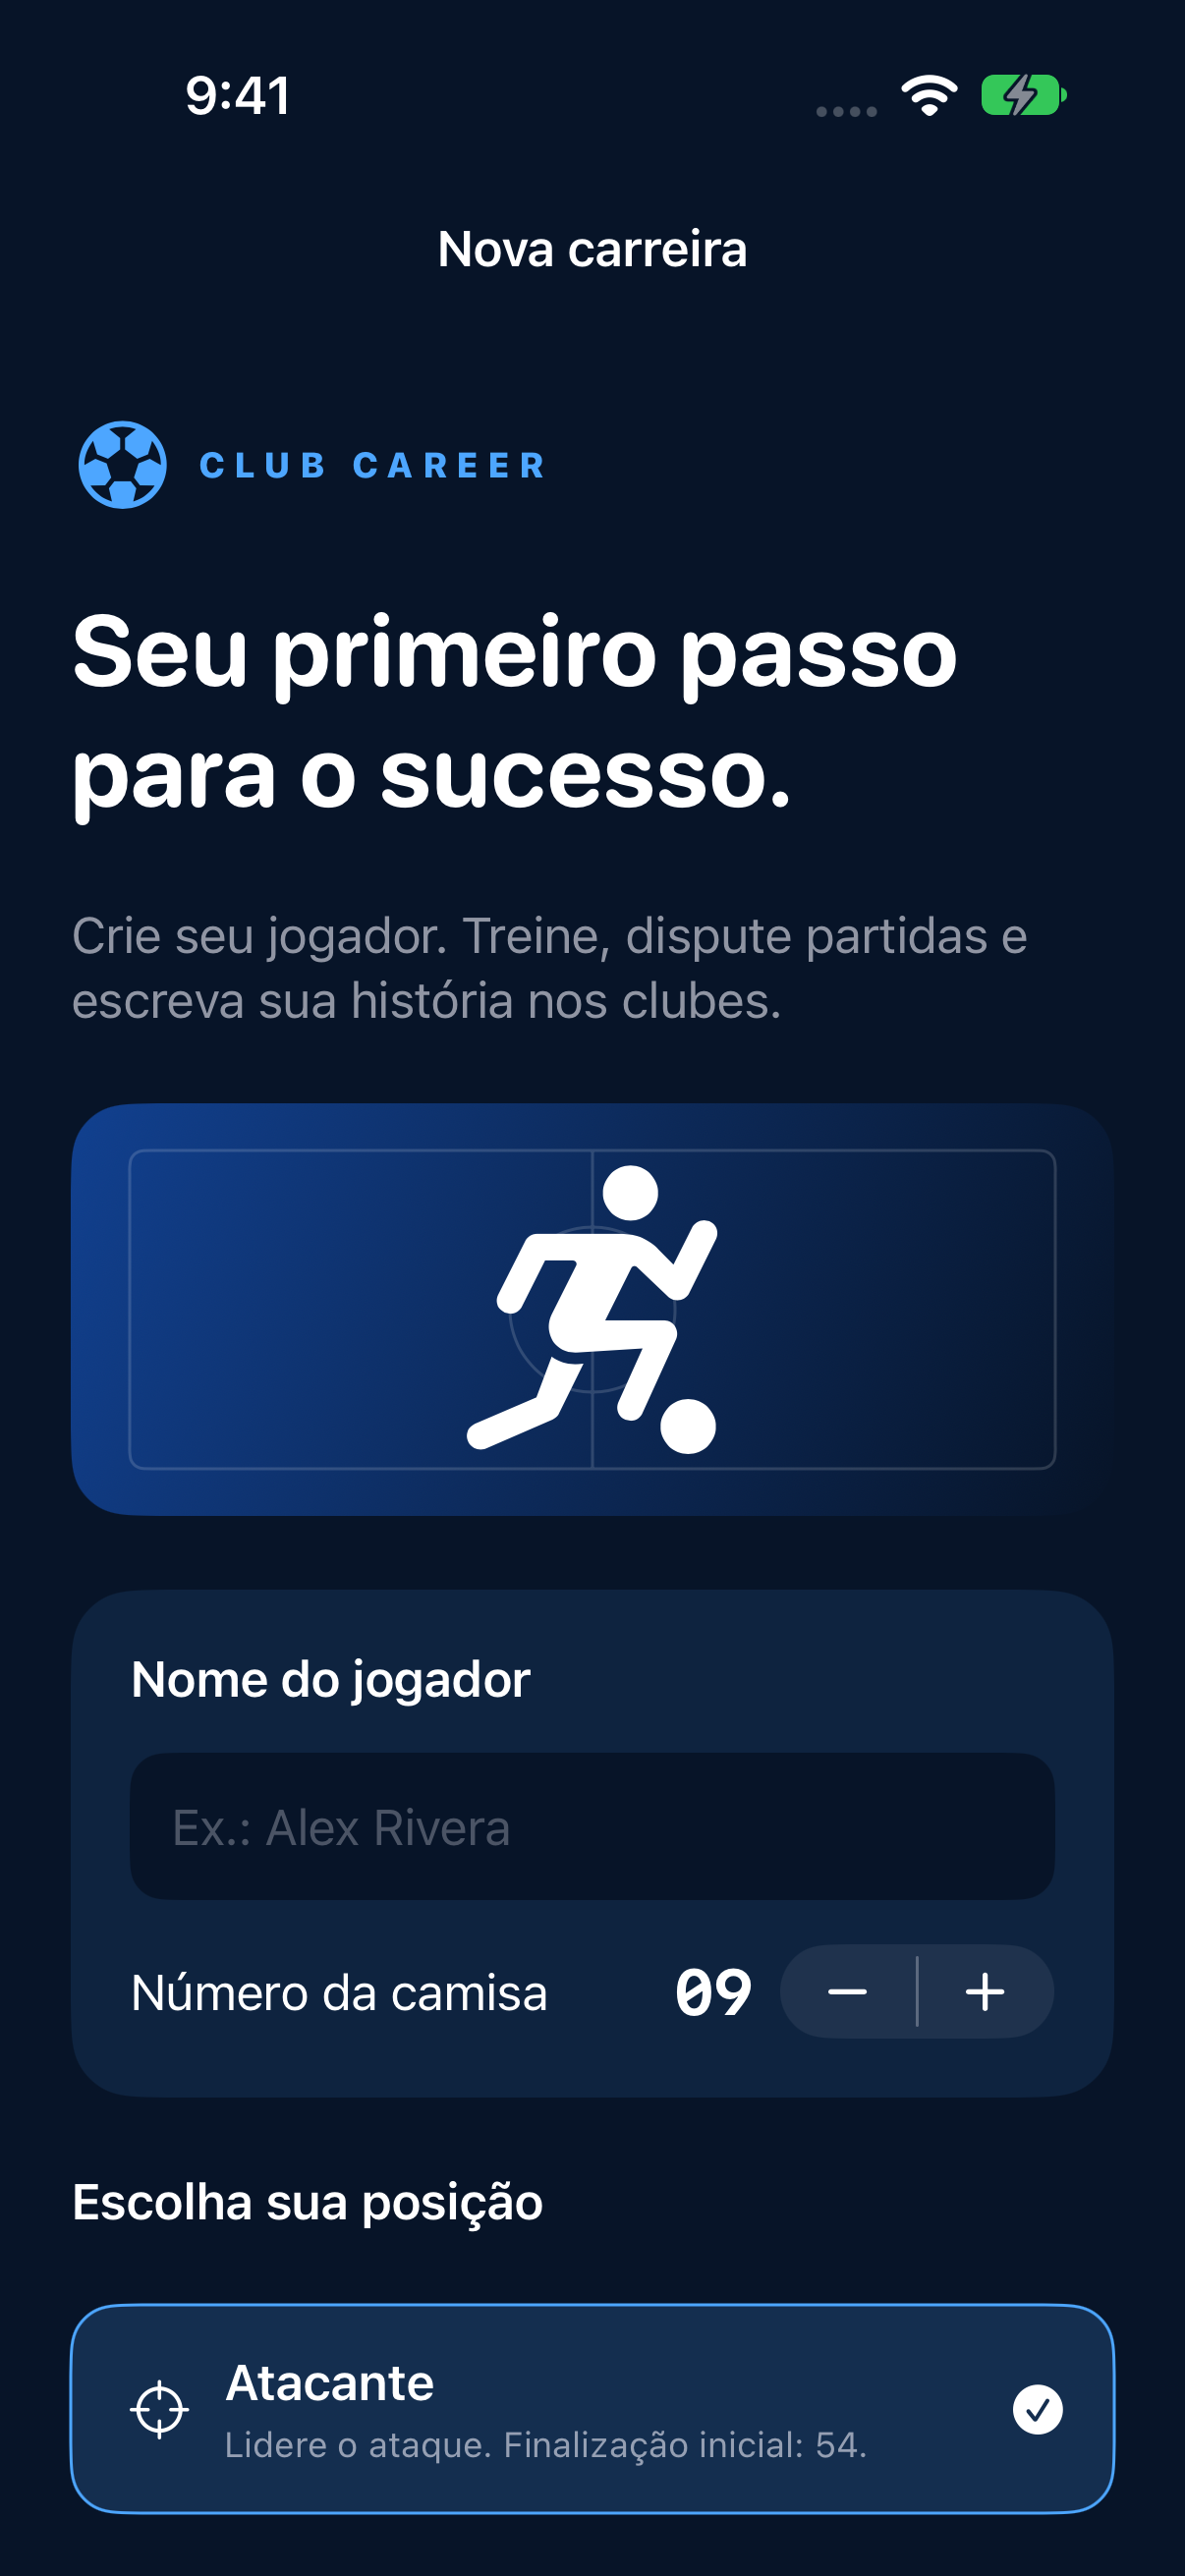 9:41
Nova carreira
CLUB CAREER
Seu primeiro passo
para o sucesso.
Crie seu jogador. Treine, dispute partidas e
escreva sua história nos clubes.
Nome do jogador
Ex.: Alex Rivera
Número da camisa 09
Escolha sua posição
Atacante
Lidere o ataque. Finalização inicial: 54.